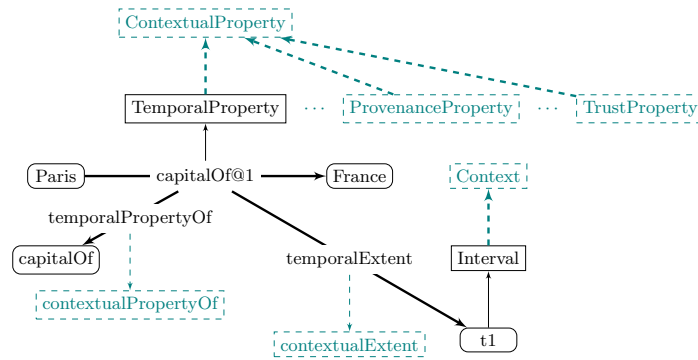 ContextualProperty
TemporalProperty ... ProvenanceProperty ... TrustProperty
Paris capitalOf@1 France Context
temporalPropertyOf
capitalOf temporalExtent Interval
contextualPropertyOf
contextualExtent t1